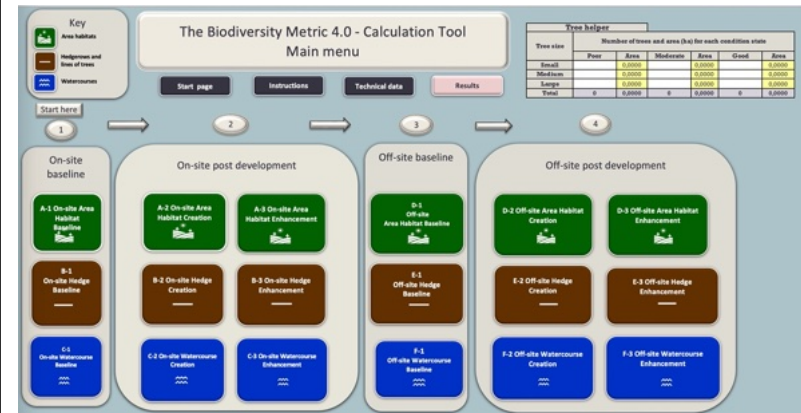 Key
Area habitats
Hedgerows and
lines of trees
Watercourses
The Biodiversity Metric 4.0 - Calculation Tool
Main menu
Start page
Instructions
Technical data
Results
Tree helper
Tree size
Number of trees and area (ha) for each condition state
Poor Area Moderate Area Good Area
Small 0,0000 0,0000 0,0000
Medium 0,0000 0,0000 0,0000
Large 0,0000 0,0000 0,0000
Total 0 0,0000 0 0,0000 0 0,0000
Start here
1
2
3
4
On-site
baseline
A-1 On-site Area
Habitat
Baseline
B-1
On-site Hedge
Baseline
C-1
On-site Watercourse
Baseline
On-site post development
A-2 On-site Area
Habitat Creation
A-3 On-site Area
Habitat Enhancement
B-2 On-site Hedge
Creation
B-3 On-site Hedge
Enhancement
C-2 On-site Watercourse
Creation
C-3 On-site Watercourse
Enhancement
Off-site baseline
D-1
Off-site
Area Habitat Baseline
E-1
Off-site Hedge
Baseline
F-1
Off-site Watercourse
Baseline
Off-site post development
D-2 Off-site Area Habitat
Creation
D-3 Off-site Area Habitat
Enhancement
E-2 Off-site Hedge
Creation
E-3 Off-site Hedge
Enhancement
F-2 Off-site Watercourse
Creation
F-3 Off-site Watercourse
Enhancement